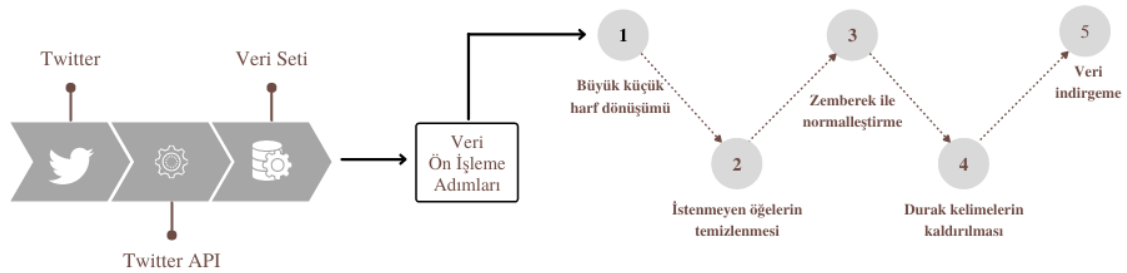 Twitter
Veri Seti
Twitter API
Veri
Ön İşleme
Adımları
1
Büyük küçük
harf dönüşümü
2
İstenmeyen öğelerin
temizlenmesi
3
Zemberek ile
normalleştirme
4
Durak kelimelerin
kaldırılması
5
Veri
indirgeme